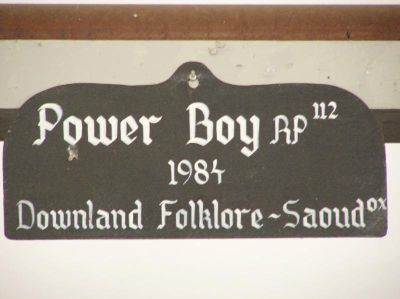 Power Boy RP 112
1984
Downland Folklore-Saoud ox